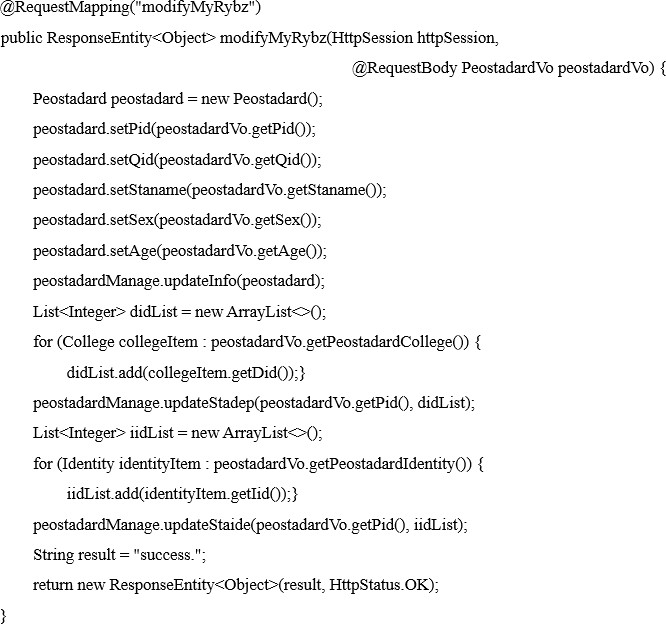 @RequestMapping("modifyMyRybz")
public ResponseEntity<Object> modifyMyRybz(HttpSession httpSession,
@RequestBody PeostadardVo peostadardVo) {
Peostadard peostadard = new Peostadard();
peostadard.setPid(peostadardVo.getPid());
peostadard.setQid(peostadardVo.getQid());
peostadard.setStaname(peostadardVo.getStaname());
peostadard.setSex(peostadardVo.getSex());
peostadard.setAge(peostadardVo.getAge());
peostadardManage.updateInfo(peostadard);
List<Integer> didList = new ArrayList<>();
for (College collegeItem : peostadardVo.getPeostadardCollege()) {
didList.add(collegeItem.getDid());}
peostadardManage.updateStadep(peostadardVo.getPid(), didList);
List<Integer> iidList = new ArrayList<>();
for (Identity identityItem : peostadardVo.getPeostadardIdentity()) {
iidList.add(identityItem.getIid());}
peostadardManage.updateStaide(peostadardVo.getPid(), iidList);
String result = "success.";
return new ResponseEntity<Object>(result, HttpStatus.OK);
}